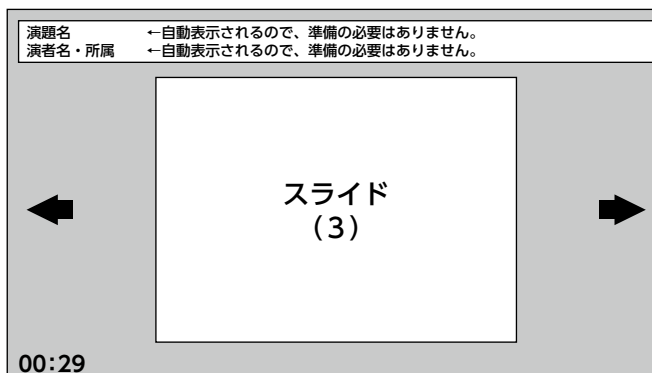 演題名 ←自動表示されるので、準備の必要はありません。
演者名・所属 ←自動表示されるので、準備の必要はありません。
スライド
（3）
00:29